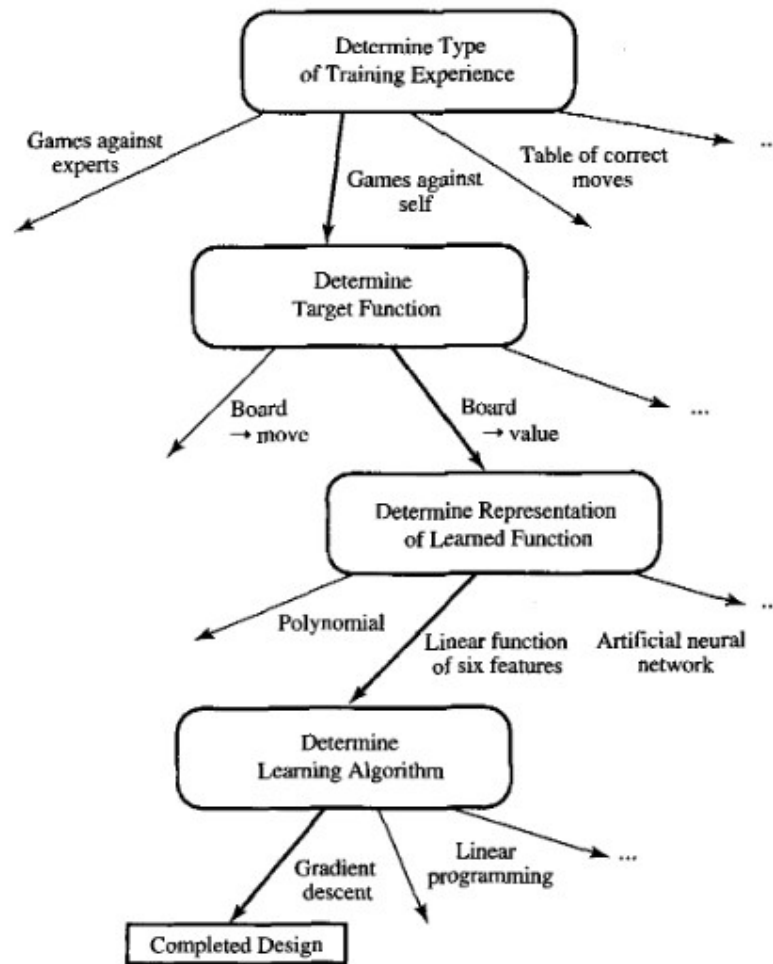 Determine Type
of Training Experience
Games against
experts
Games against
self
Table of correct
moves
...
Determine
Target Function
Board
→ move
Board
→ value
...
Determine Representation
of Learned Function
Polynomial
Linear function
of six features
Artificial neural
network
...
Determine
Learning Algorithm
Gradient
descent
Linear
programming
...
Completed Design